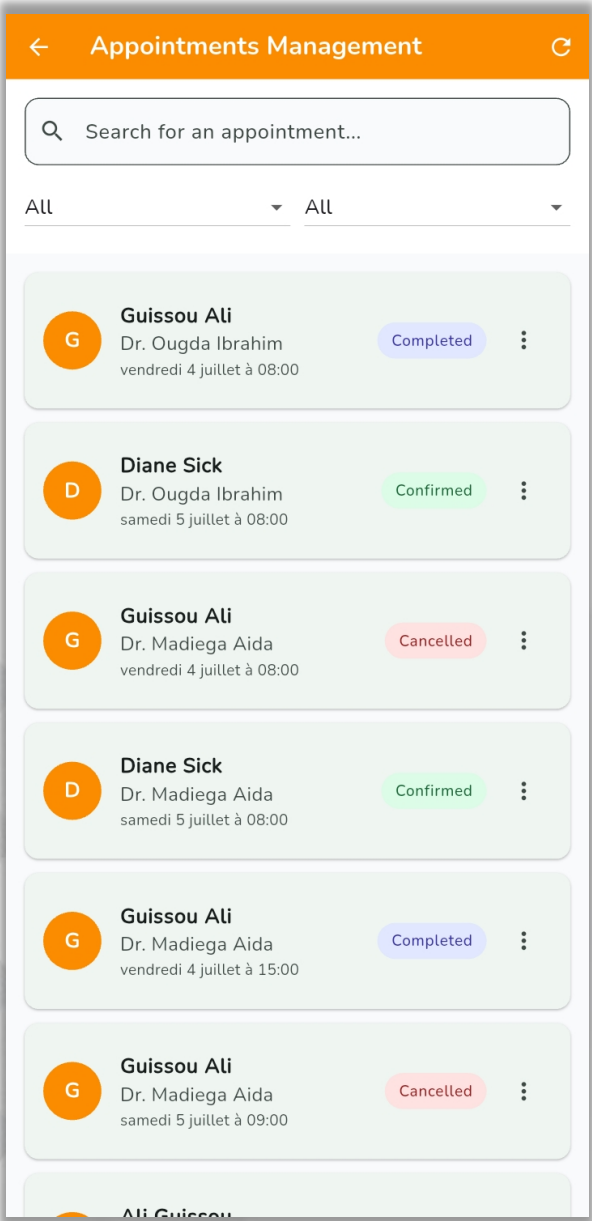 Appointments Management
Search for an appointment...
All All
G
Guissou Ali
Dr. Ougda Ibrahim
vendredi 4 juillet à 08:00
Completed
D
Diane Sick
Dr. Ougda Ibrahim
samedi 5 juillet à 08:00
Confirmed
G
Guissou Ali
Dr. Madiega Aida
vendredi 4 juillet à 08:00
Cancelled
D
Diane Sick
Dr. Madiega Aida
samedi 5 juillet à 08:00
Confirmed
G
Guissou Ali
Dr. Madiega Aida
vendredi 4 juillet à 15:00
Completed
G
Guissou Ali
Dr. Madiega Aida
samedi 5 juillet à 09:00
Cancelled
Ali Guissou